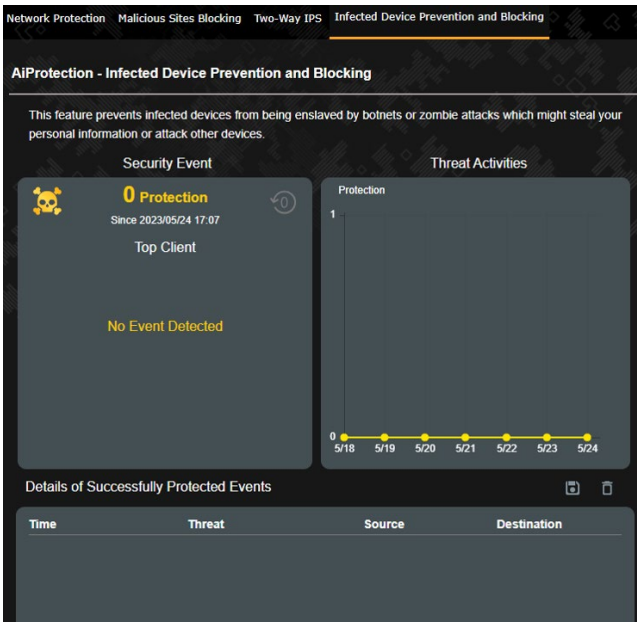 Network Protection Malicious Sites Blocking Two-Way IPS Infected Device Prevention and Blocking
AiProtection - Infected Device Prevention and Blocking
This feature prevents infected devices from being enslaved by botnets or zombie attacks which might steal your
personal information or attack other devices.
Security Event
0 Protection
0
Since 2023/05/24 17:07
Top Client
No Event Detected
Threat Activities
Protection
1
0
5/18 5/19 5/20 5/21 5/22 5/23 5/24
Details of Successfully Protected Events
Time Threat Source Destination